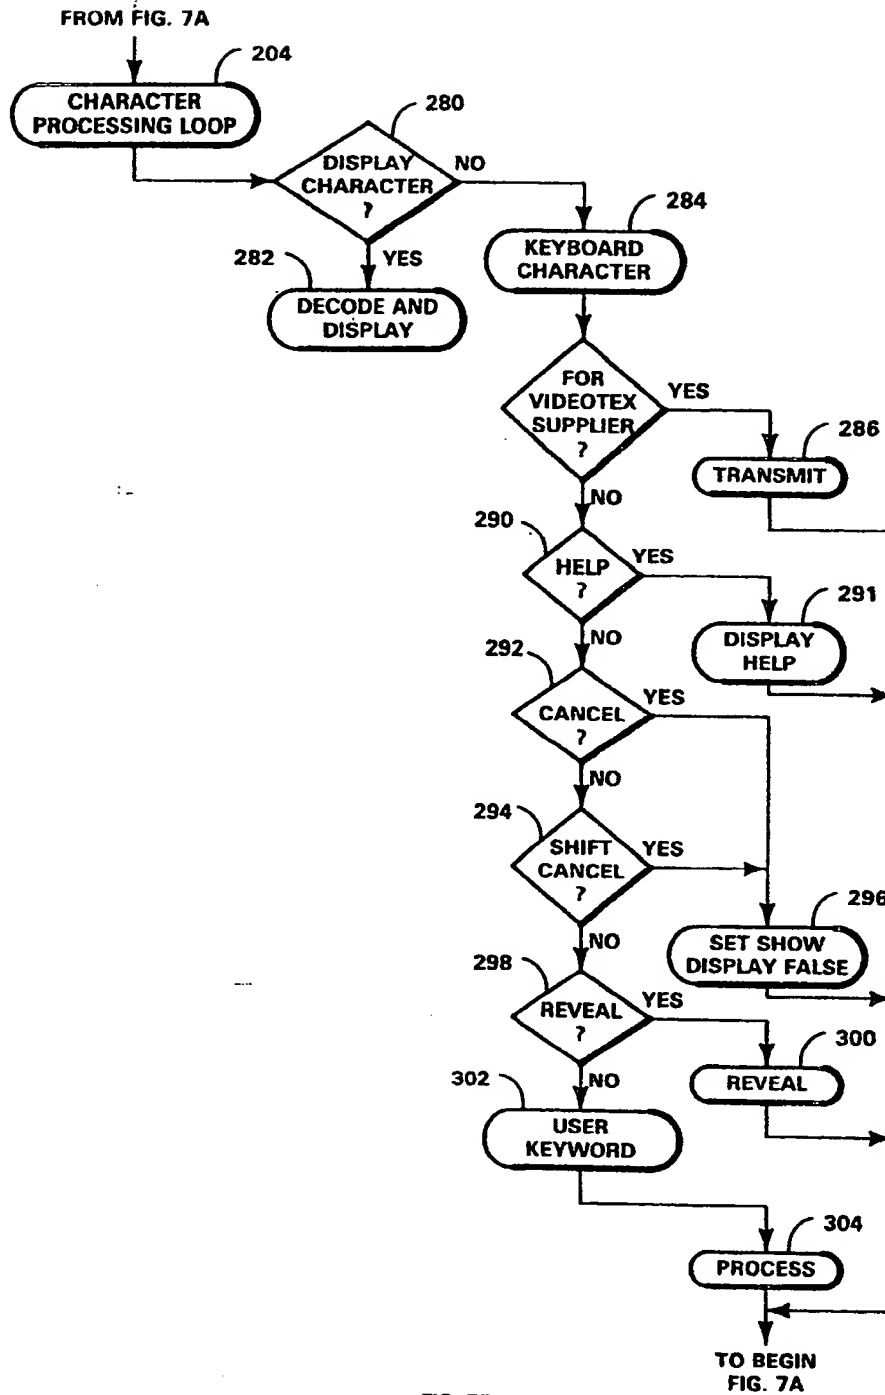 FROM FIG. 7A
204
CHARACTER
PROCESSING LOOP
280
DISPLAY
CHARACTER
?
NO
YES
282
DECODE AND
DISPLAY
284
KEYBOARD
CHARACTER
FOR
VIDEOTEX
SUPPLIER
?
YES
286
TRANSMIT
NO
290
HELP
?
YES
291
DISPLAY
HELP
NO
292
CANCEL
?
YES
NO
294
SHIFT
CANCEL
?
YES
296
SET SHOW
DISPLAY FALSE
NO
298
REVEAL
?
YES
300
REVEAL
NO
302
USER
KEYWORD
304
PROCESS
TO BEGIN
FIG. 7A